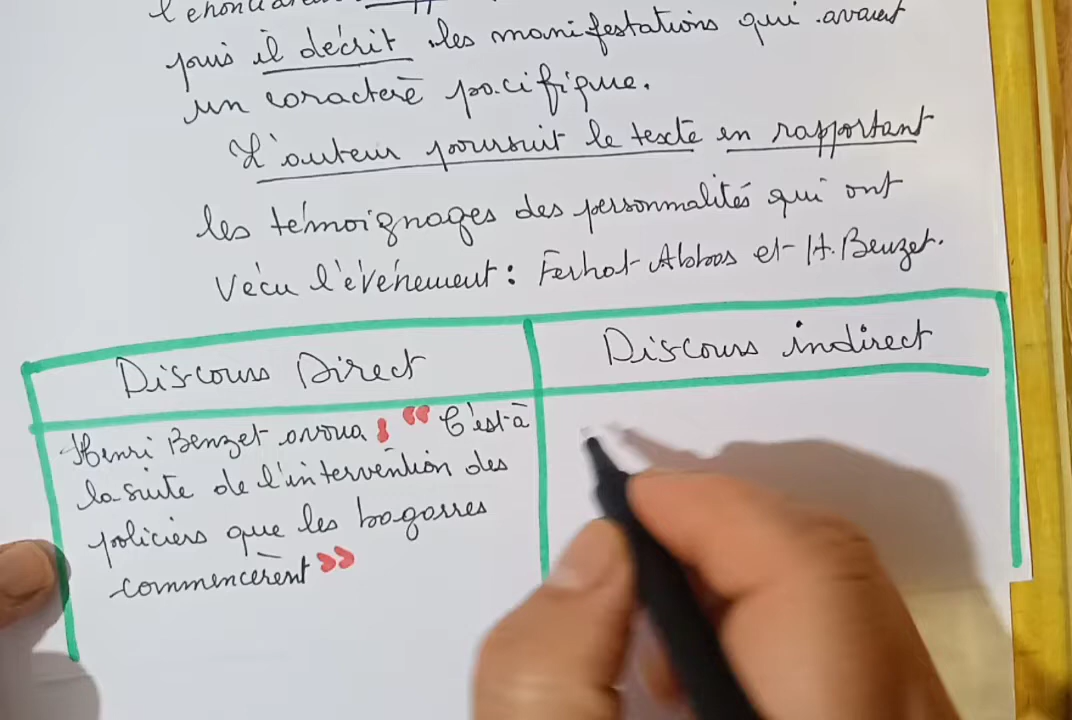 puis il décrit les manifestations qui avaient
un caractère pacifique.
L'auteur poursuit le texte en rapportant
les témoignages des personnalités qui ont
vécu l'événement : Ferhat Abbas et H. Benzet.
Discours Direct
Discours indirect
Henri Benzet avoua : « C'est à
la suite de l'intervention des
policiers que les bagarres
commencèrent »